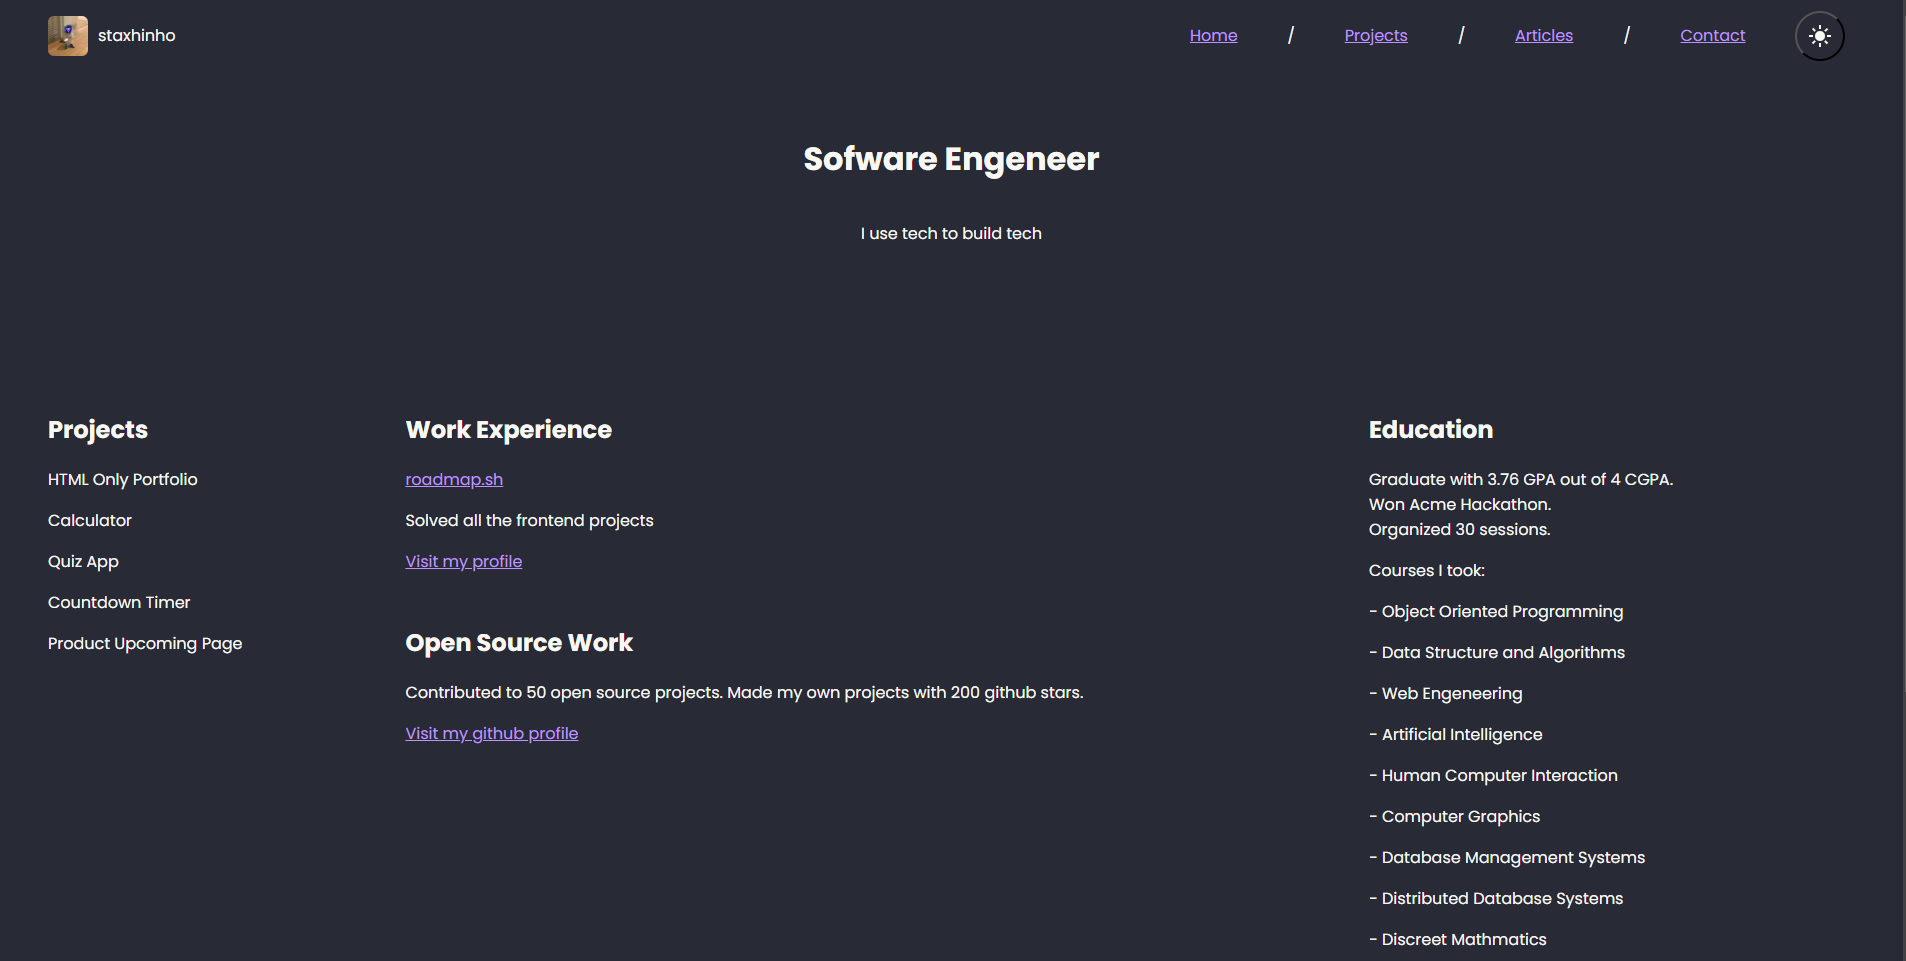 staxhinho
Home / Projects / Articles / Contact
Sofware Engeneer
I use tech to build tech
Projects
HTML Only Portfolio
Calculator
Quiz App
Countdown Timer
Product Upcoming Page
Work Experience
roadmap.sh
Solved all the frontend projects
Visit my profile
Open Source Work
Contributed to 50 open source projects. Made my own projects with 200 github stars.
Visit my github profile
Education
Graduate with 3.76 GPA out of 4 CGPA.
Won Acme Hackathon.
Organized 30 sessions.
Courses I took:
- Object Oriented Programming
- Data Structure and Algorithms
- Web Engeneering
- Artificial Intelligence
- Human Computer Interaction
- Computer Graphics
- Database Management Systems
- Distributed Database Systems
- Discreet Mathmatics